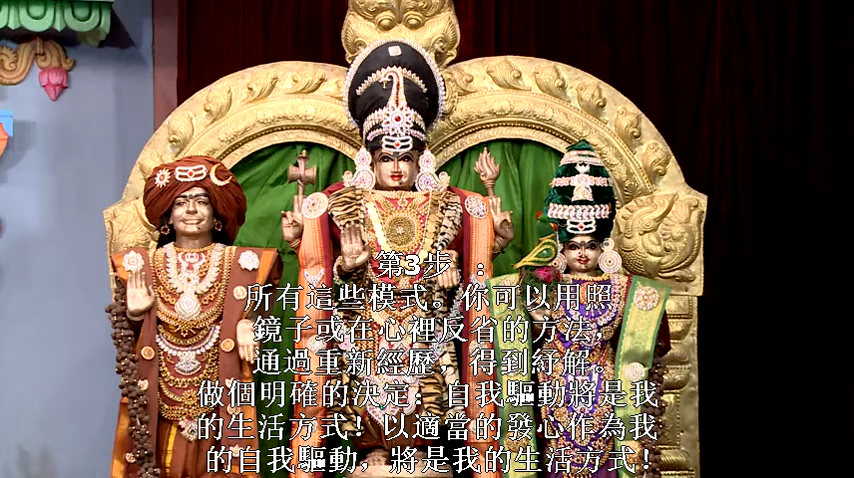 第3步 ：
所有這些模式。你可以用照
鏡子或在心裡反省的方法，
通過重新經歷，得到紓解。
做個明確的決定：自我驅動將是我
的生活方式！以適當的發心作為我
的自我驅動，將是我的生活方式！